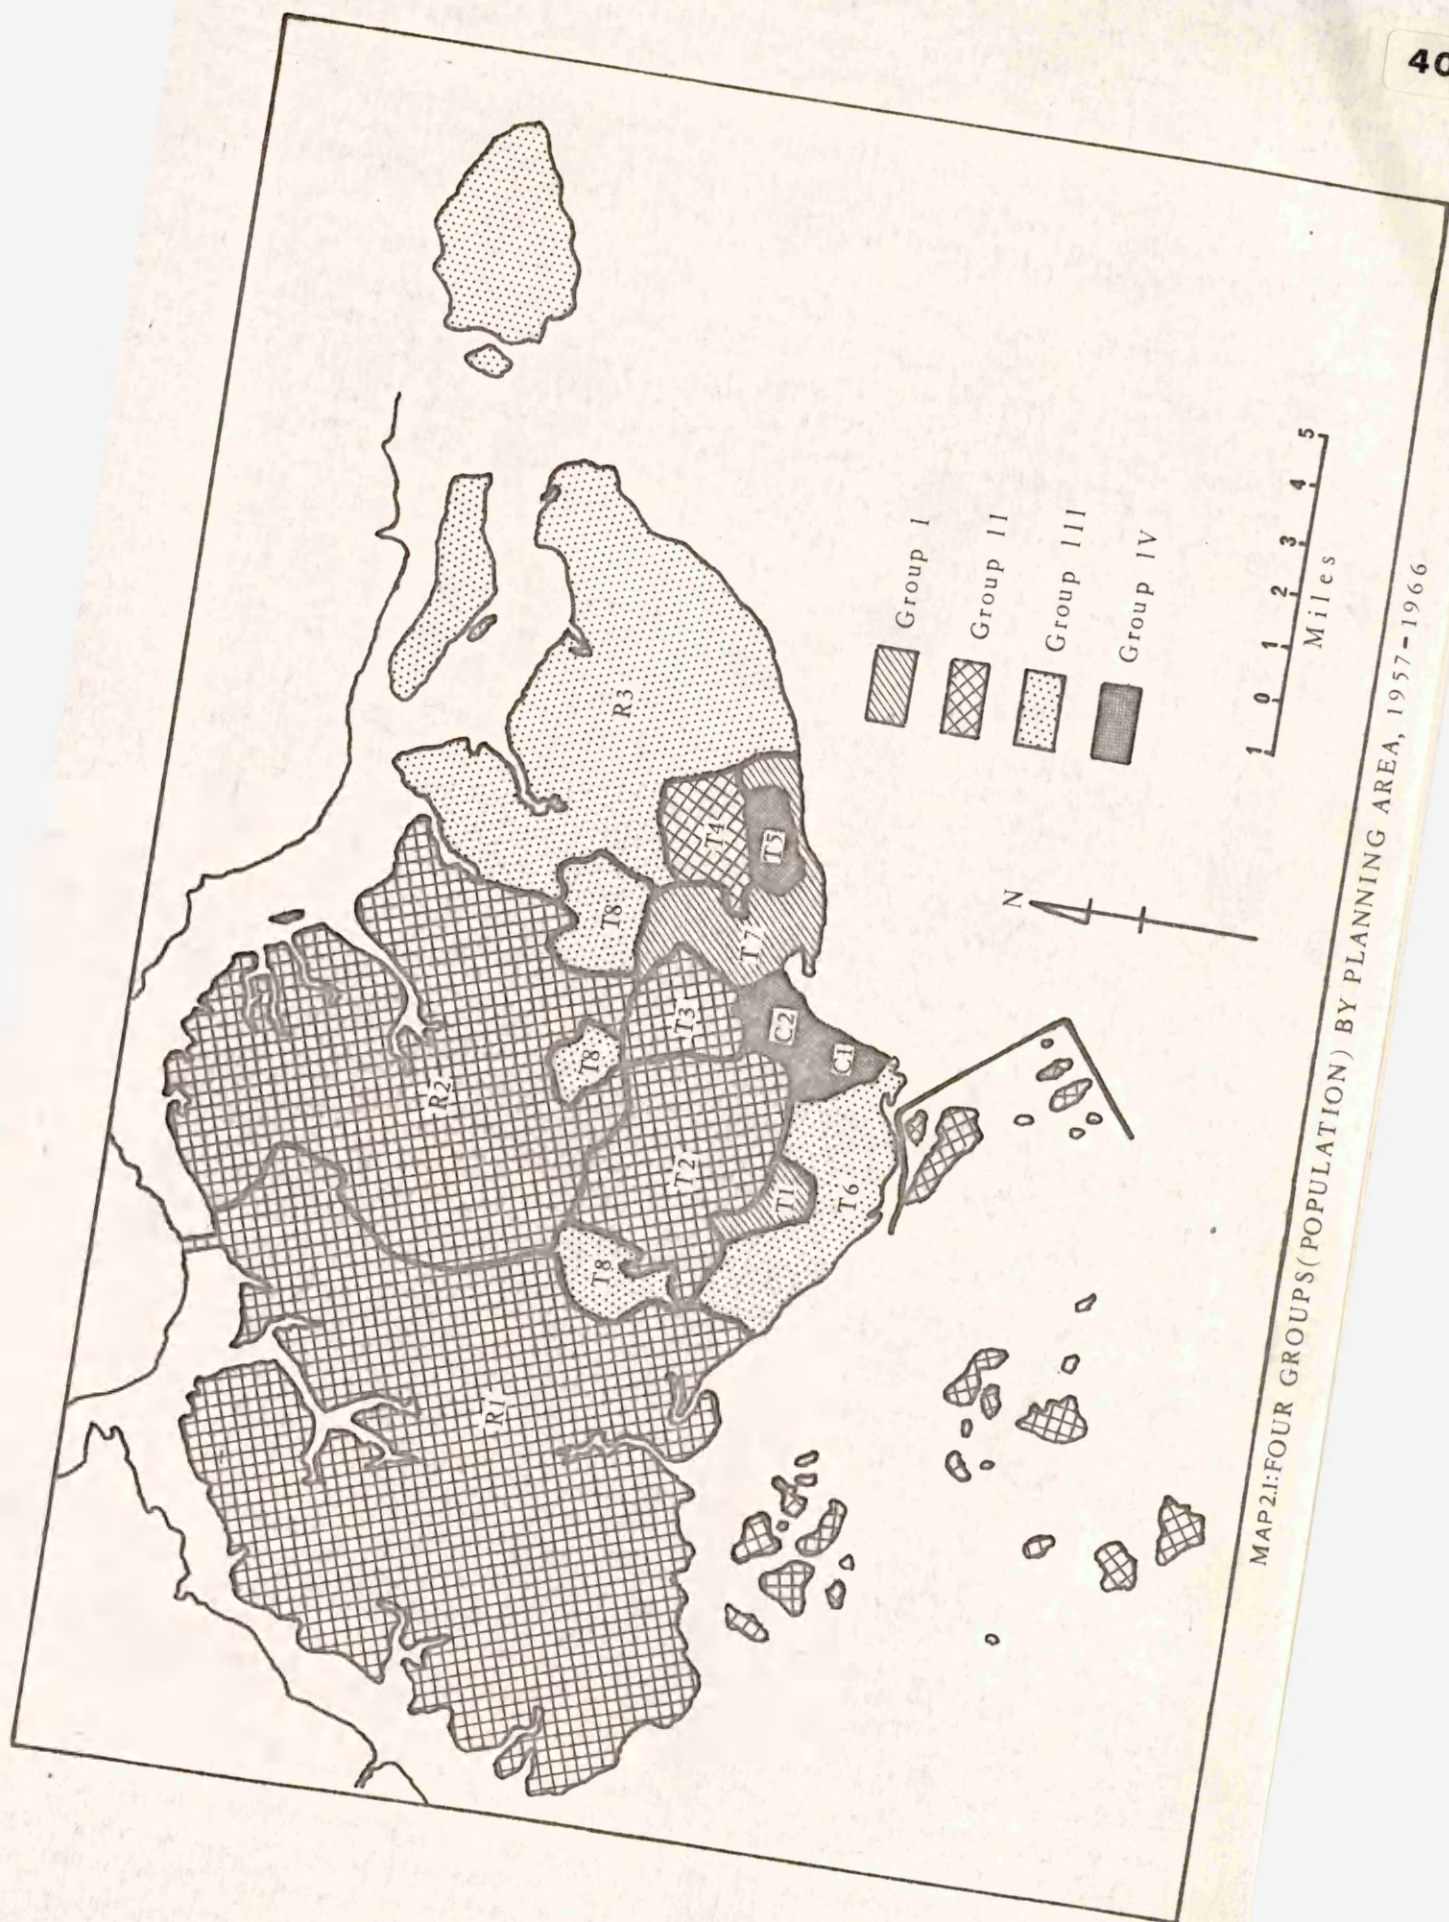 40
R3
T4
T5
T8
T7
R2
T8
T3
C2
C1
T2
T1
T6
T8
R1
Group I
Group II
Group III
Group IV
N
1 0 1 2 3 4 5
Miles
MAP 2.1: FOUR GROUPS (POPULATION) BY PLANNING AREA, 1957-1966